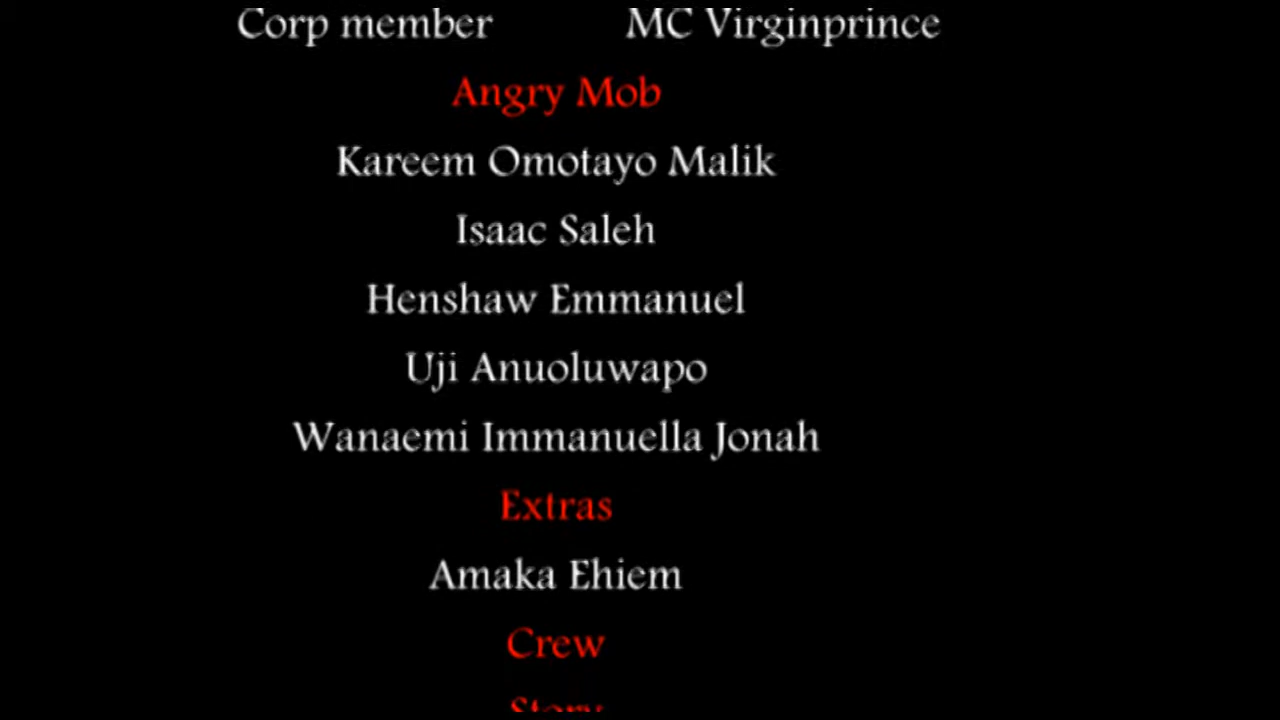 Corp member MC Virginprince
Angry Mob
Kareem Omotayo Malik
Isaac Saleh
Henshaw Emmanuel
Uji Anuoluwapo
Wanaemi Immanuella Jonah
Extras
Amaka Ehiem
Crew
Story